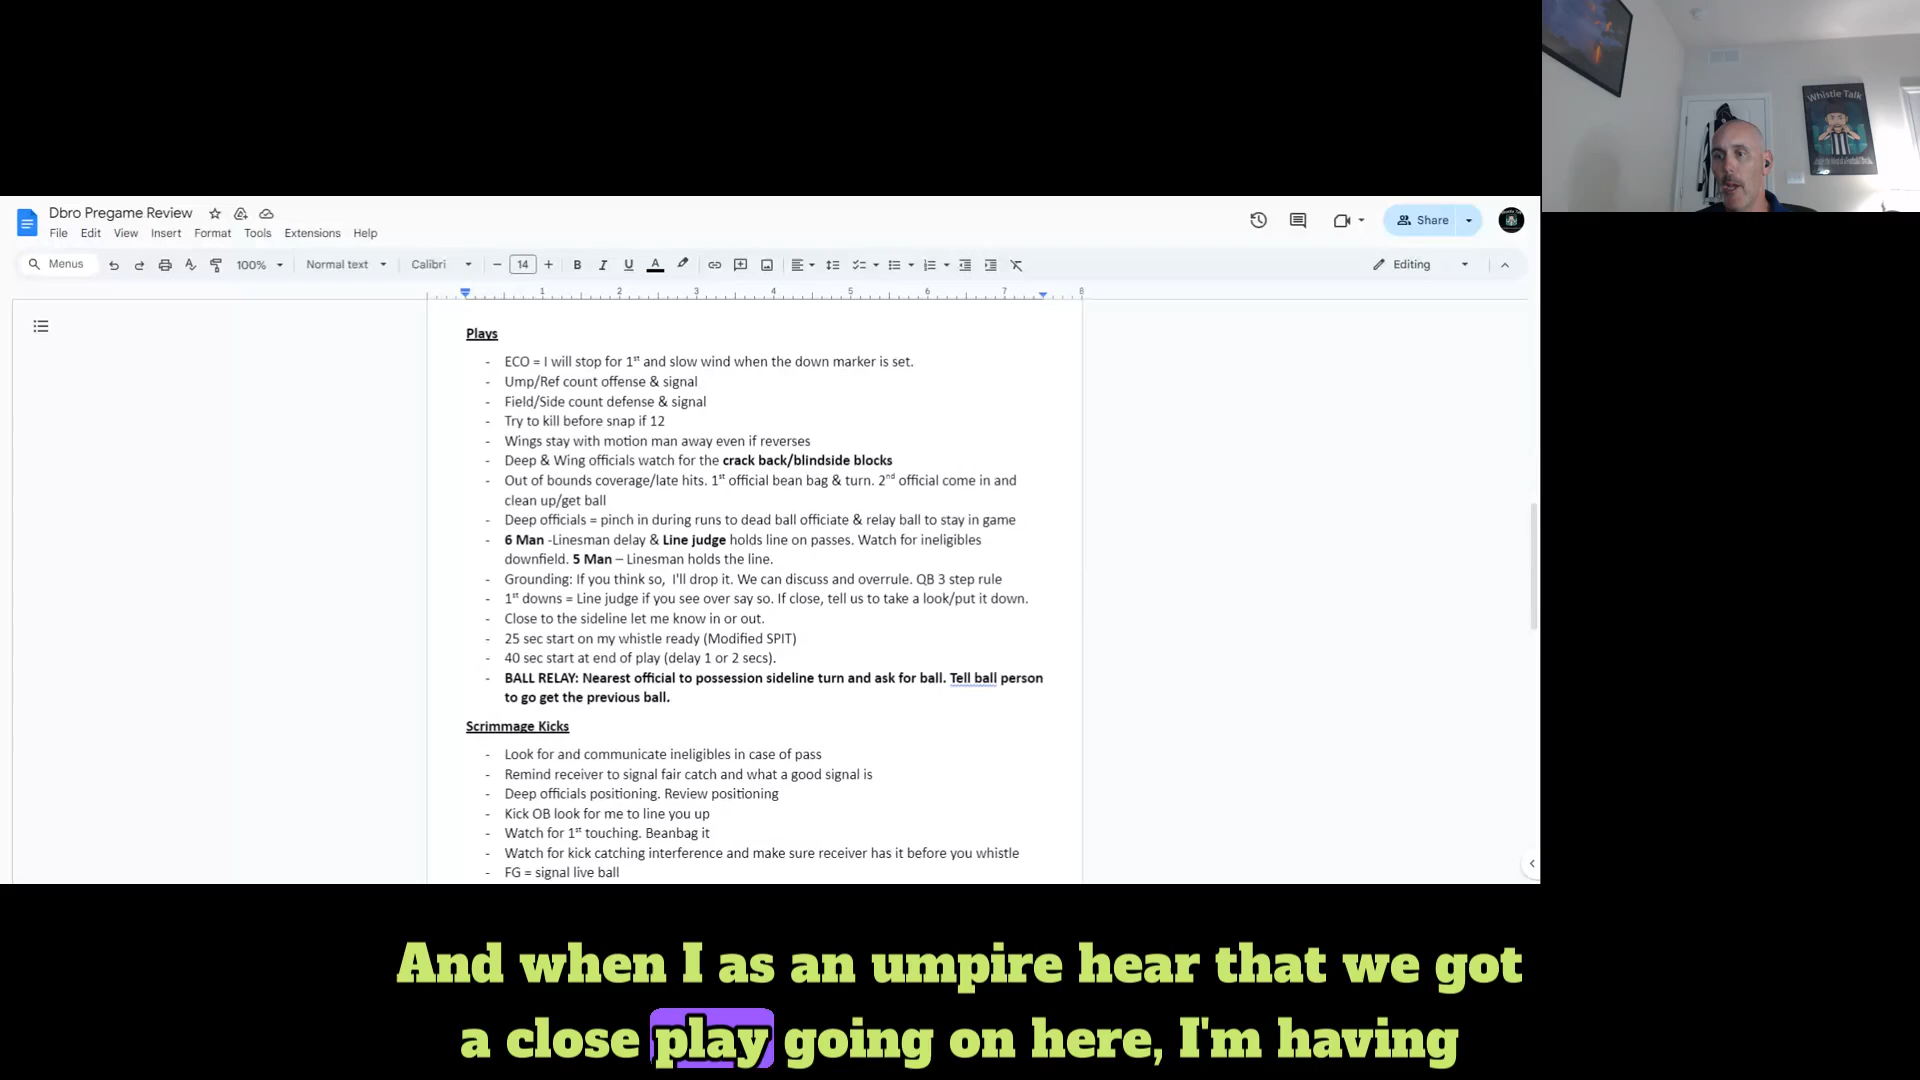 Whistle Talk
Dbro Pregame Review
File Edit View Insert Format Tools Extensions Help
Share
Menus 100% Normal text Calibri 14 B I U A Editing
1 2 3 4 5 6 7 8
Plays
- ECO = I will stop for 1st and slow wind when the down marker is set.
- Ump/Ref count offense & signal
- Field/Side count defense & signal
- Try to kill before snap if 12
- Wings stay with motion man away even if reverses
- Deep & Wing officials watch for the crack back/blindside blocks
- Out of bounds coverage/late hits. 1st official bean bag & turn. 2nd official come in and
clean up/get ball
- Deep officials = pinch in during runs to dead ball officiate & relay ball to stay in game
- 6 Man -Linesman delay & Line judge holds line on passes. Watch for ineligibles
downfield. 5 Man – Linesman holds the line.
- Grounding: If you think so, I'll drop it. We can discuss and overrule. QB 3 step rule
- 1st downs = Line judge if you see over say so. If close, tell us to take a look/put it down.
- Close to the sideline let me know in or out.
- 25 sec start on my whistle ready (Modified SPIT)
- 40 sec start at end of play (delay 1 or 2 secs).
- BALL RELAY: Nearest official to possession sideline turn and ask for ball. Tell ball person
to go get the previous ball.
Scrimmage Kicks
- Look for and communicate ineligibles in case of pass
- Remind receiver to signal fair catch and what a good signal is
- Deep officials positioning. Review positioning
- Kick OB look for me to line you up
- Watch for 1st touching. Beanbag it
- Watch for kick catching interference and make sure receiver has it before you whistle
- FG = signal live ball
And when I as an umpire hear that we got
a close play going on here, I'm having